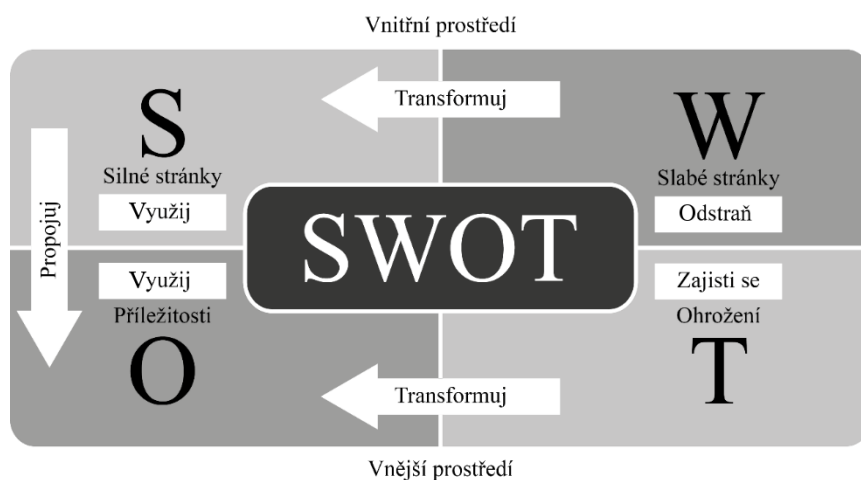 Vnitřní prostředí
Transformuj
S
W
Silné stránky
Slabé stránky
Využij
Odstraň
Propojuj
SWOT
Využij
Zajisti se
Příležitosti
Ohrožení
O
T
Transformuj
Vnější prostředí